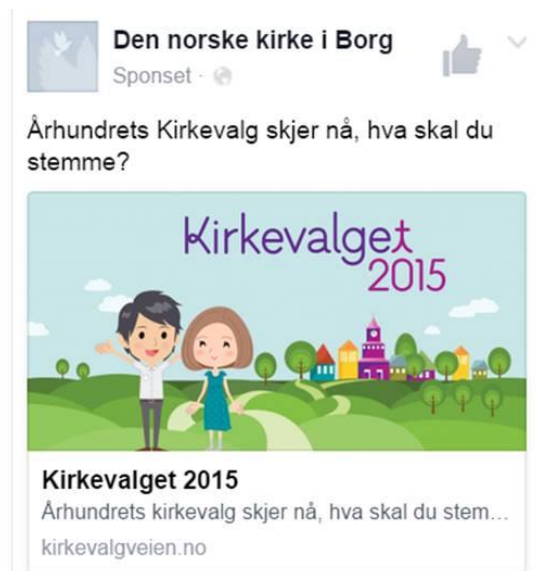 Den norske kirke i Borg
Sponset ·
Århundrets Kirkevalg skjer nå, hva skal du
stemme?
Kirkevalget
2015
Kirkevalget 2015
Århundrets kirkevalg skjer nå, hva skal du stem...
kirkevalgveien.no